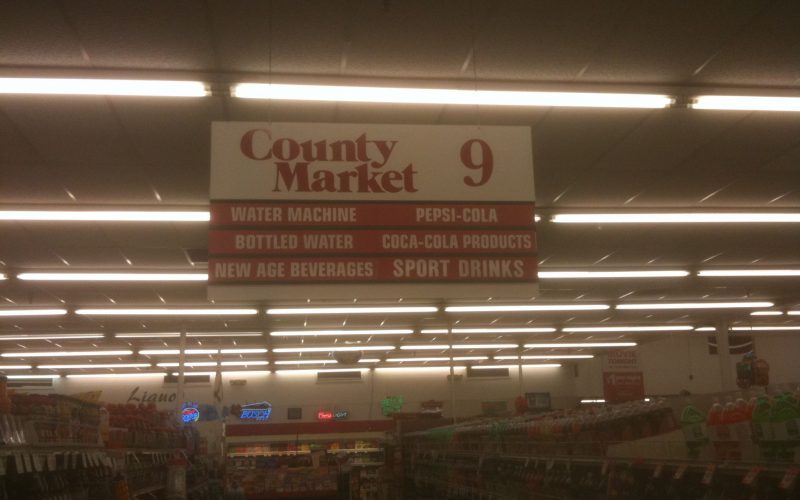 County Market 9
WATER MACHINE PEPSI-COLA
BOTTLED WATER COCA-COLA PRODUCTS
NEW AGE BEVERAGES SPORT DRINKS